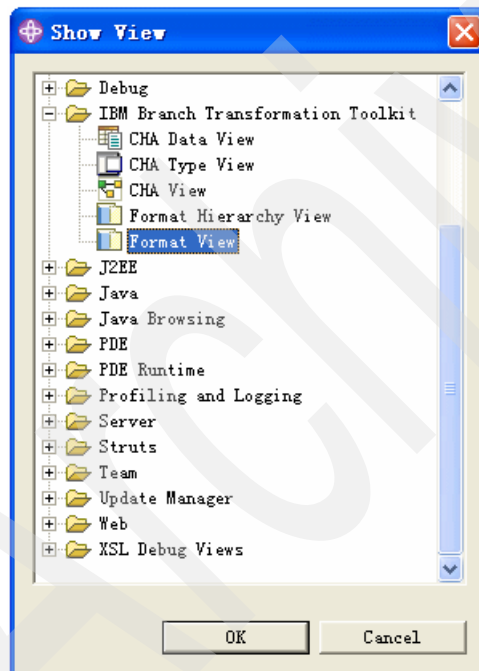 Show View
Debug
IBM Branch Transformation Toolkit
CHA Data View
CHA Type View
CHA View
Format Hierarchy View
Format View
J2EE
Java
Java Browsing
PDE
PDE Runtime
Profiling and Logging
Server
Struts
Team
Update Manager
Web
XSL Debug Views
OK Cancel